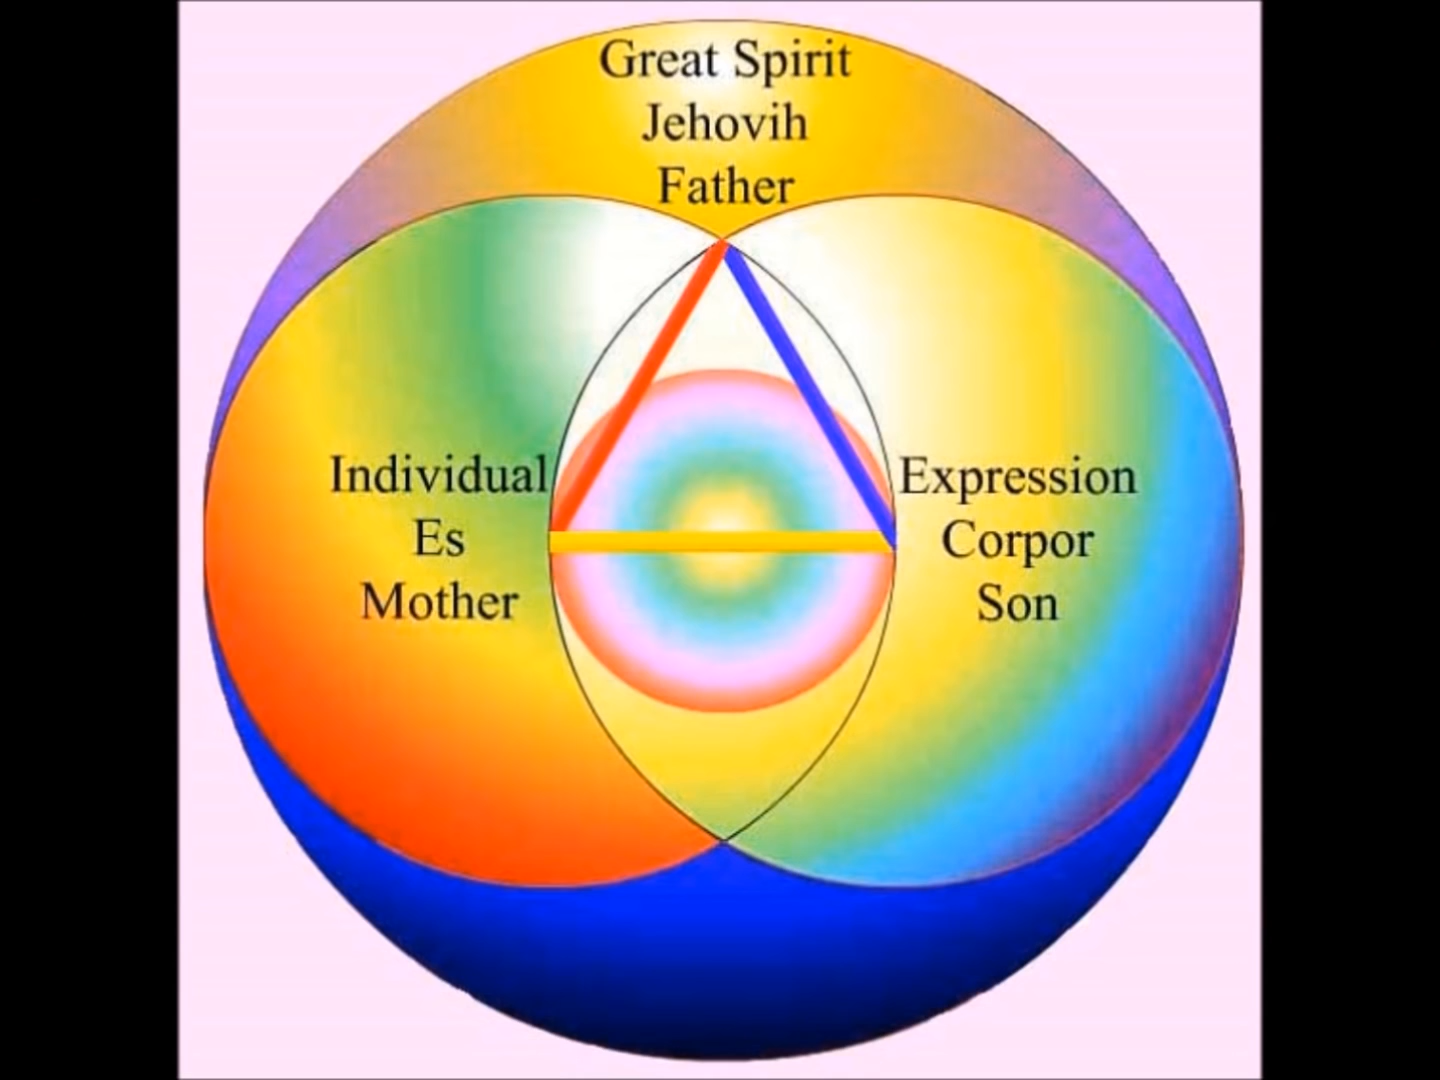 Great Spirit
Jehovih
Father
Individual
Es
Mother
Expression
Corpor
Son